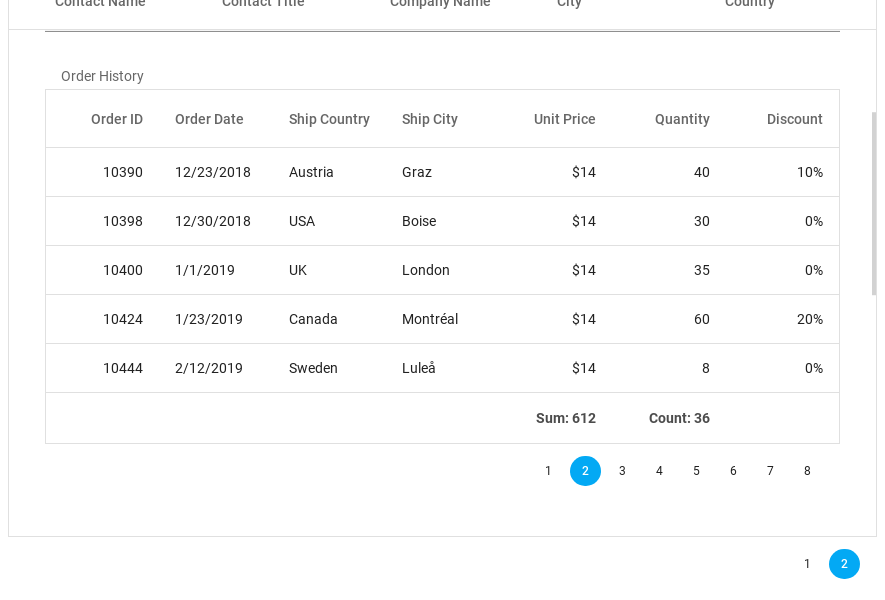 Contact Name Contact Title Company Name City Country
Order History
Order ID Order Date Ship Country Ship City Unit Price Quantity Discount
10390 12/23/2018 Austria Graz $14 40 10%
10398 12/30/2018 USA Boise $14 30 0%
10400 1/1/2019 UK London $14 35 0%
10424 1/23/2019 Canada Montréal $14 60 20%
10444 2/12/2019 Sweden Luleå $14 8 0%
Sum: 612 Count: 36
1 2 3 4 5 6 7 8
1 2